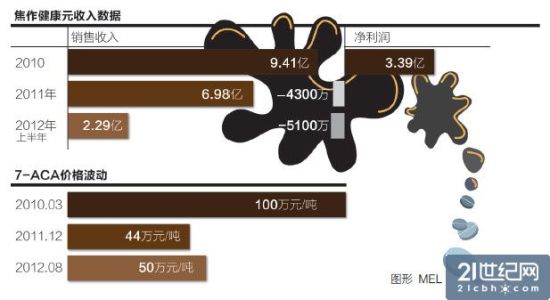 焦作健康元收入数据
销售收入 净利润
2010 9.41亿 3.39亿
2011年 6.98亿 -4300万
2012年 2.29亿 -5100万
上半年
7-ACA价格波动
2010.03 100万元/吨
2011.12 44万元/吨
2012.08 50万元/吨
图形 MEL
21世纪网
21cbh.com